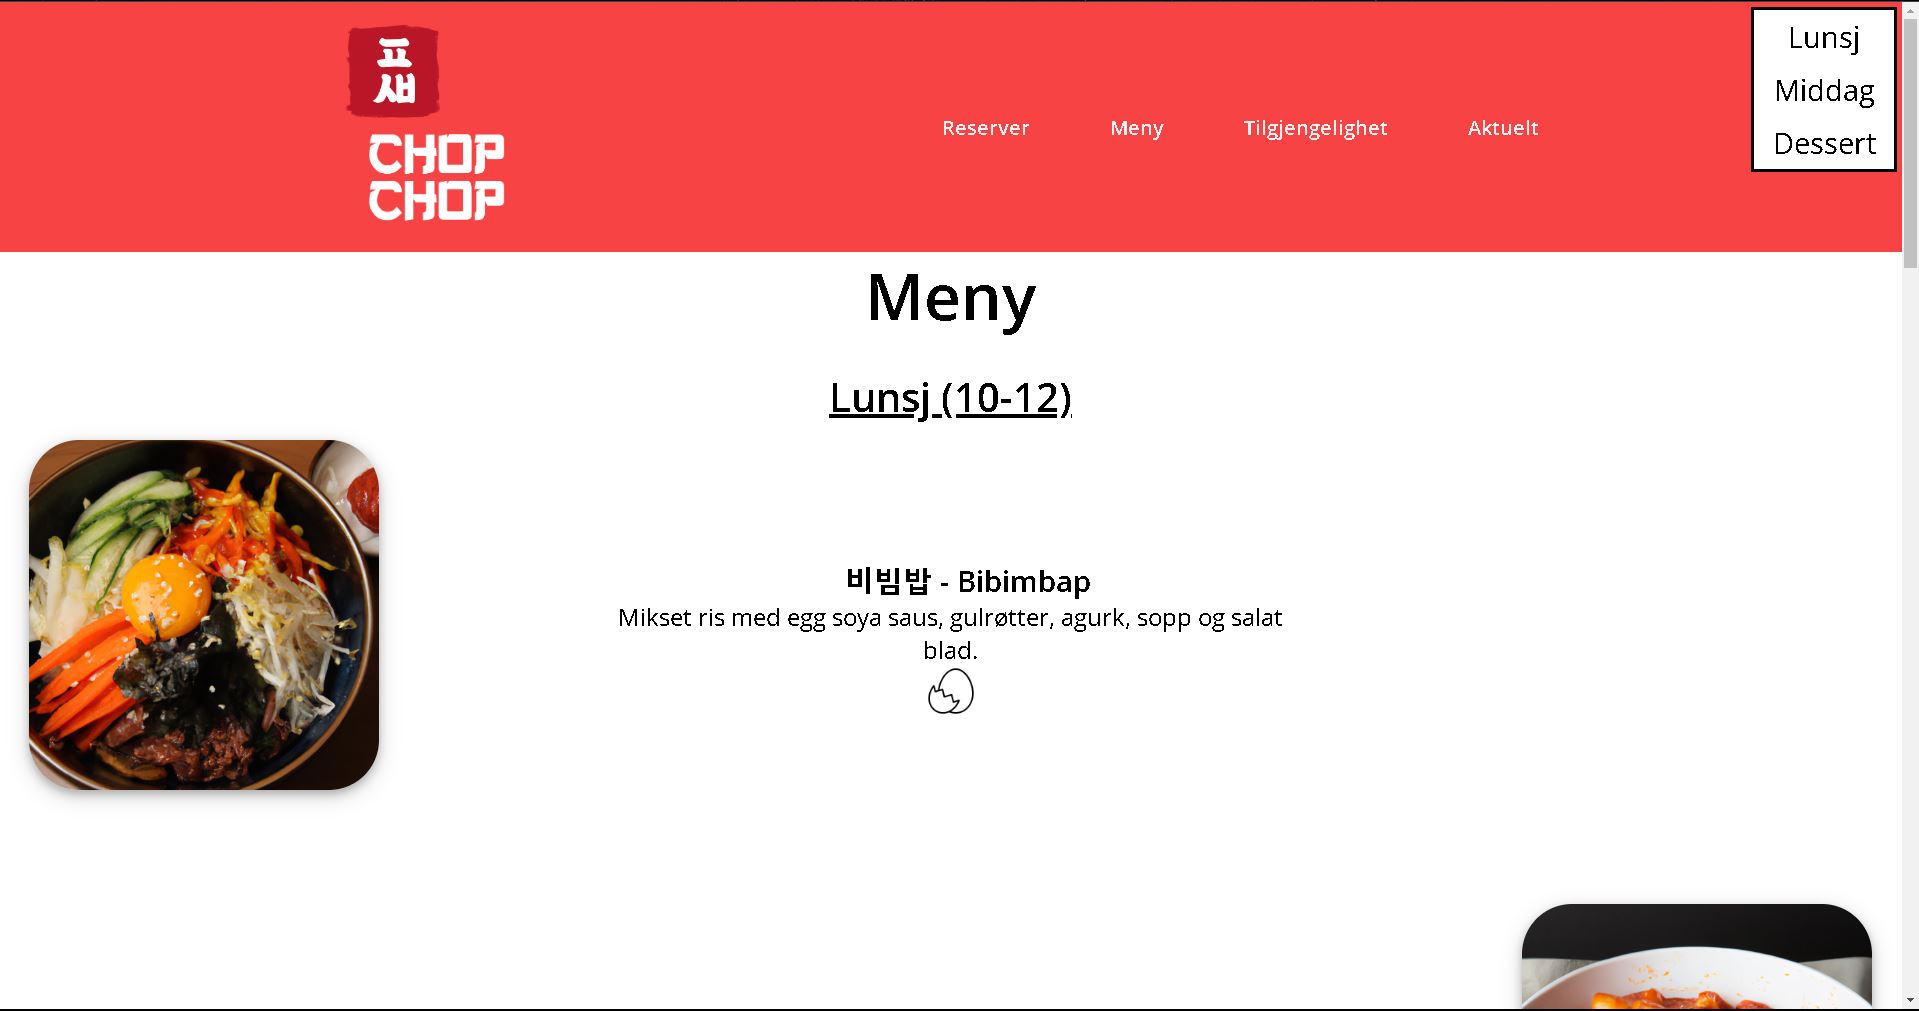 표
샙
CHOP
CHOP
Reserver Meny Tilgjengelighet Aktuelt
Lunsj
Middag
Dessert
Meny
Lunsj (10-12)
비빔밥 - Bibimbap
Mikset ris med egg soya saus, gulrøtter, agurk, sopp og salat
blad.